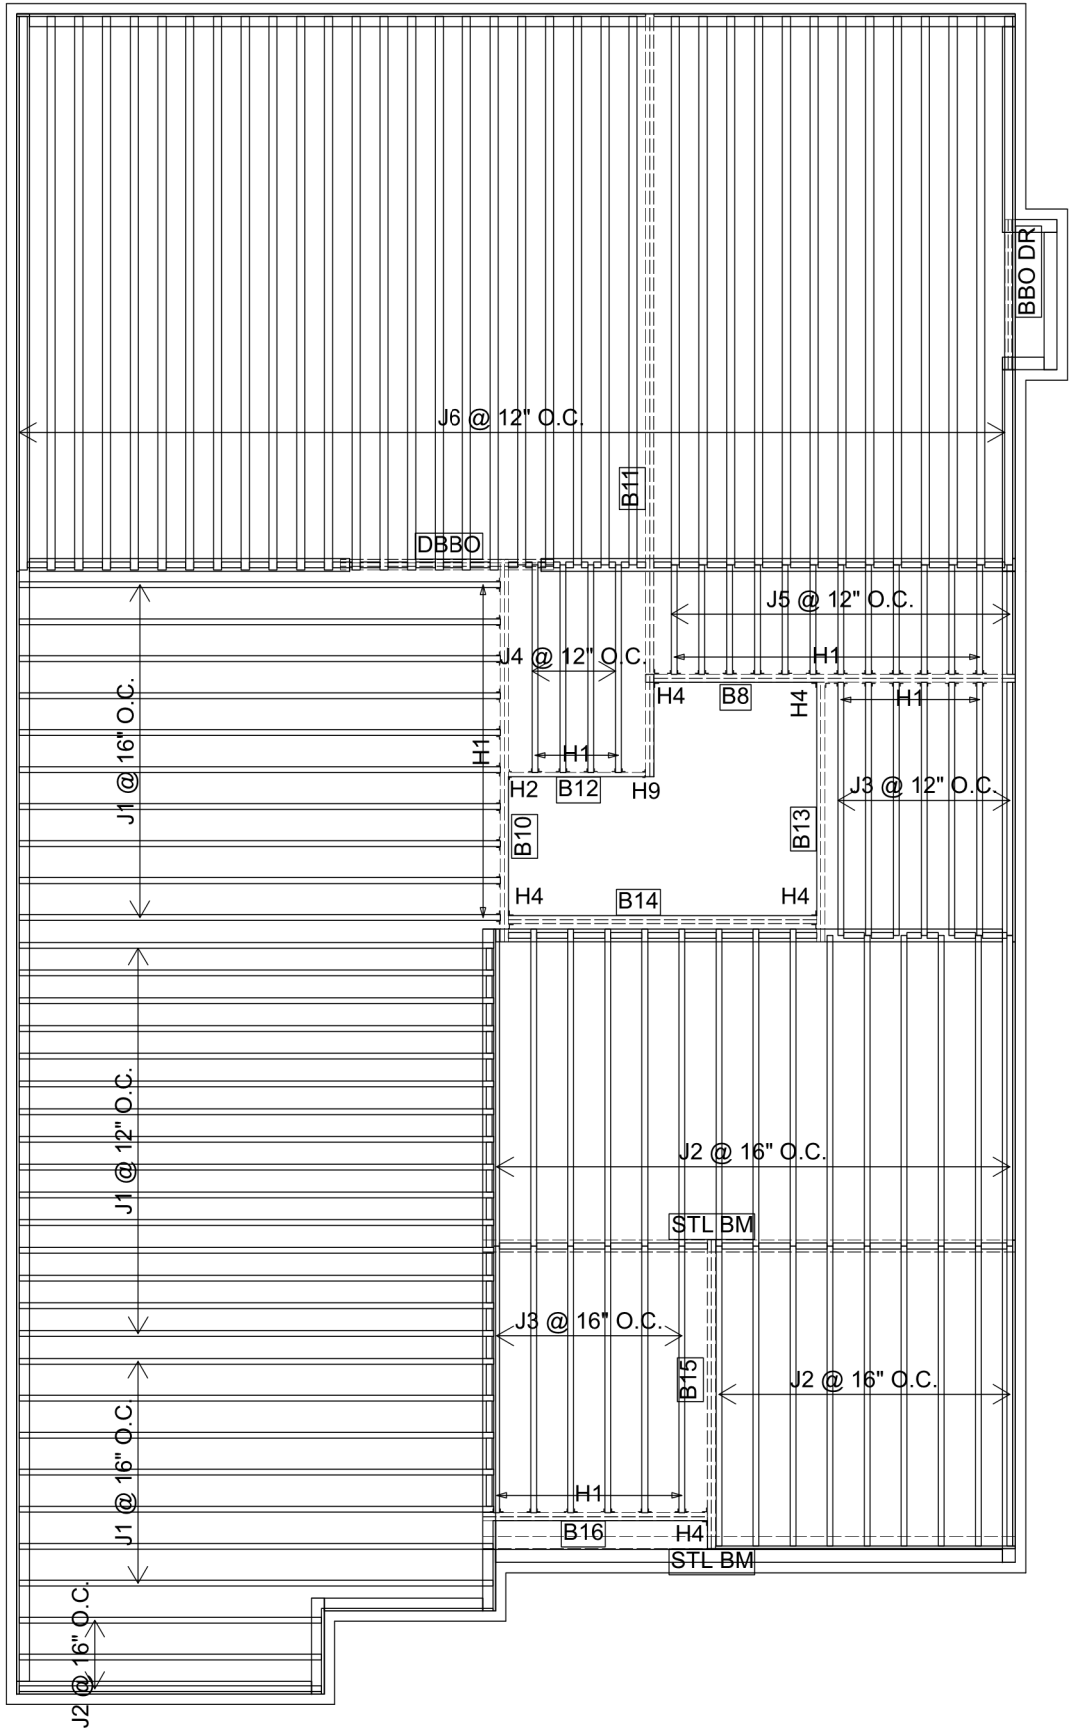 BBO DR
J6 @ 12" O.C.
B11
DBBO
J5 @ 12" O.C.
J4 @ 12" O.C.
H1
H4
B8
H4
H1
J1 @ 16" O.C.
H1
H1
H2
B12
H9
J3 @ 12" O.C.
B10
B13
H4
B14
H4
J1 @ 12" O.C.
J2 @ 16" O.C.
STL BM
J3 @ 16" O.C.
B15
J2 @ 16" O.C.
J1 @ 16" O.C.
H1
B16
H4
STL BM
J2 @ 16" O.C.